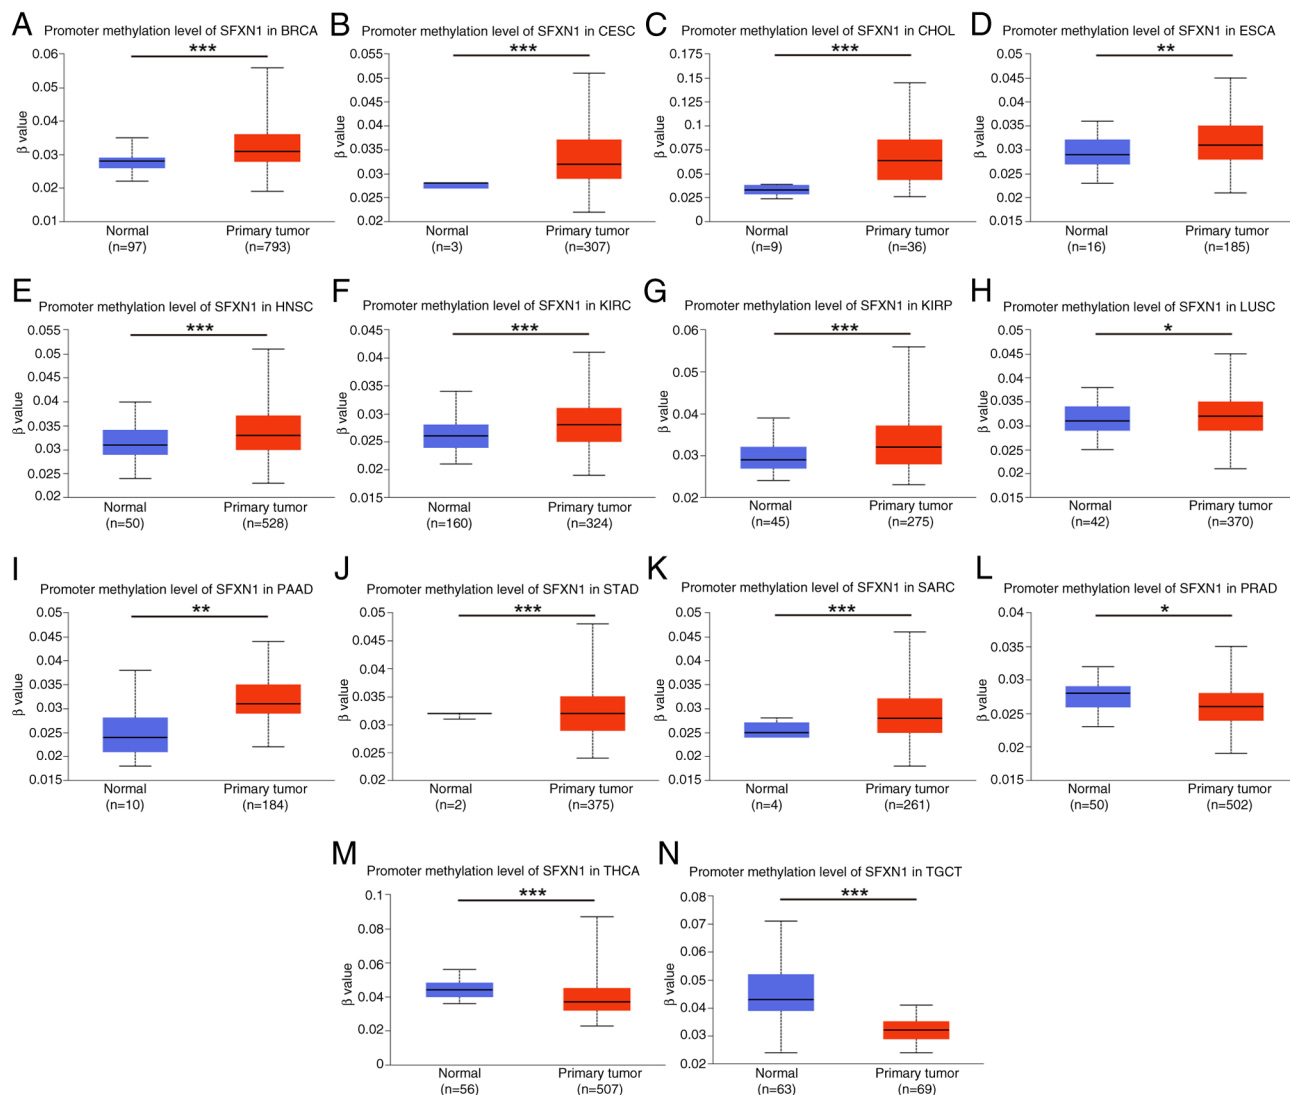 A
Promoter methylation level of SFXN1 in BRCA
***
0.06
0.04
0.03
0.02
0.01
β value
Normal
(n=97)
Primary tumor
(n=793)
B
Promoter methylation level of SFXN1 in CESC
***
0.055
0.05
0.045
0.04
0.035
0.03
0.025
0.02
β value
Normal
(n=3)
Primary tumor
(n=307)
C
Promoter methylation level of SFXN1 in CHOL
***
0.175
0.15
0.125
0.1
0.075
0.05
0.025
0
β value
Normal
(n=9)
Primary tumor
(n=36)
D
Promoter methylation level of SFXN1 in ESCA
**
0.05
0.045
0.04
0.035
0.03
0.025
0.02
0.015
β value
Normal
(n=16)
Primary tumor
(n=185)
E
Promoter methylation level of SFXN1 in HNSC
***
0.055
0.05
0.045
0.04
0.035
0.03
0.025
0.02
β value
Normal
(n=50)
Primary tumor
(n=528)
F
Promoter methylation level of SFXN1 in KIRC
***
0.045
0.04
0.03
0.025
0.02
0.015
β value
Normal
(n=160)
Primary tumor
(n=324)
G
Promoter methylation level of SFXN1 in KIRP
***
0.06
0.04
0.03
0.02
β value
Normal
(n=45)
Primary tumor
(n=275)
H
Promoter methylation level of SFXN1 in LUSC
*
0.05
0.045
0.04
0.035
0.03
0.025
0.02
0.015
β value
Normal
(n=42)
Primary tumor
(n=370)
I
Promoter methylation level of SFXN1 in PAAD
**
0.05
0.045
0.04
0.035
0.03
0.025
0.02
0.015
β value
Normal
(n=10)
Primary tumor
(n=184)
J
Promoter methylation level of SFXN1 in STAD
***
0.05
0.045
0.04
0.035
0.03
0.025
0.02
β value
Normal
(n=2)
Primary tumor
(n=375)
K
Promoter methylation level of SFXN1 in SARC
***
0.05
0.045
0.04
0.035
0.03
0.025
0.02
0.015
β value
Normal
(n=4)
Primary tumor
(n=261)
L
Promoter methylation level of SFXN1 in PRAD
*
0.04
0.03
0.025
0.02
0.015
β value
Normal
(n=50)
Primary tumor
(n=502)
M
Promoter methylation level of SFXN1 in THCA
***
0.1
0.08
0.06
0.04
0.02
0
β value
Normal
(n=56)
Primary tumor
(n=507)
N
Promoter methylation level of SFXN1 in TGCT
***
0.08
0.07
0.06
0.05
0.04
0.03
0.02
β value
Normal
(n=63)
Primary tumor
(n=69)